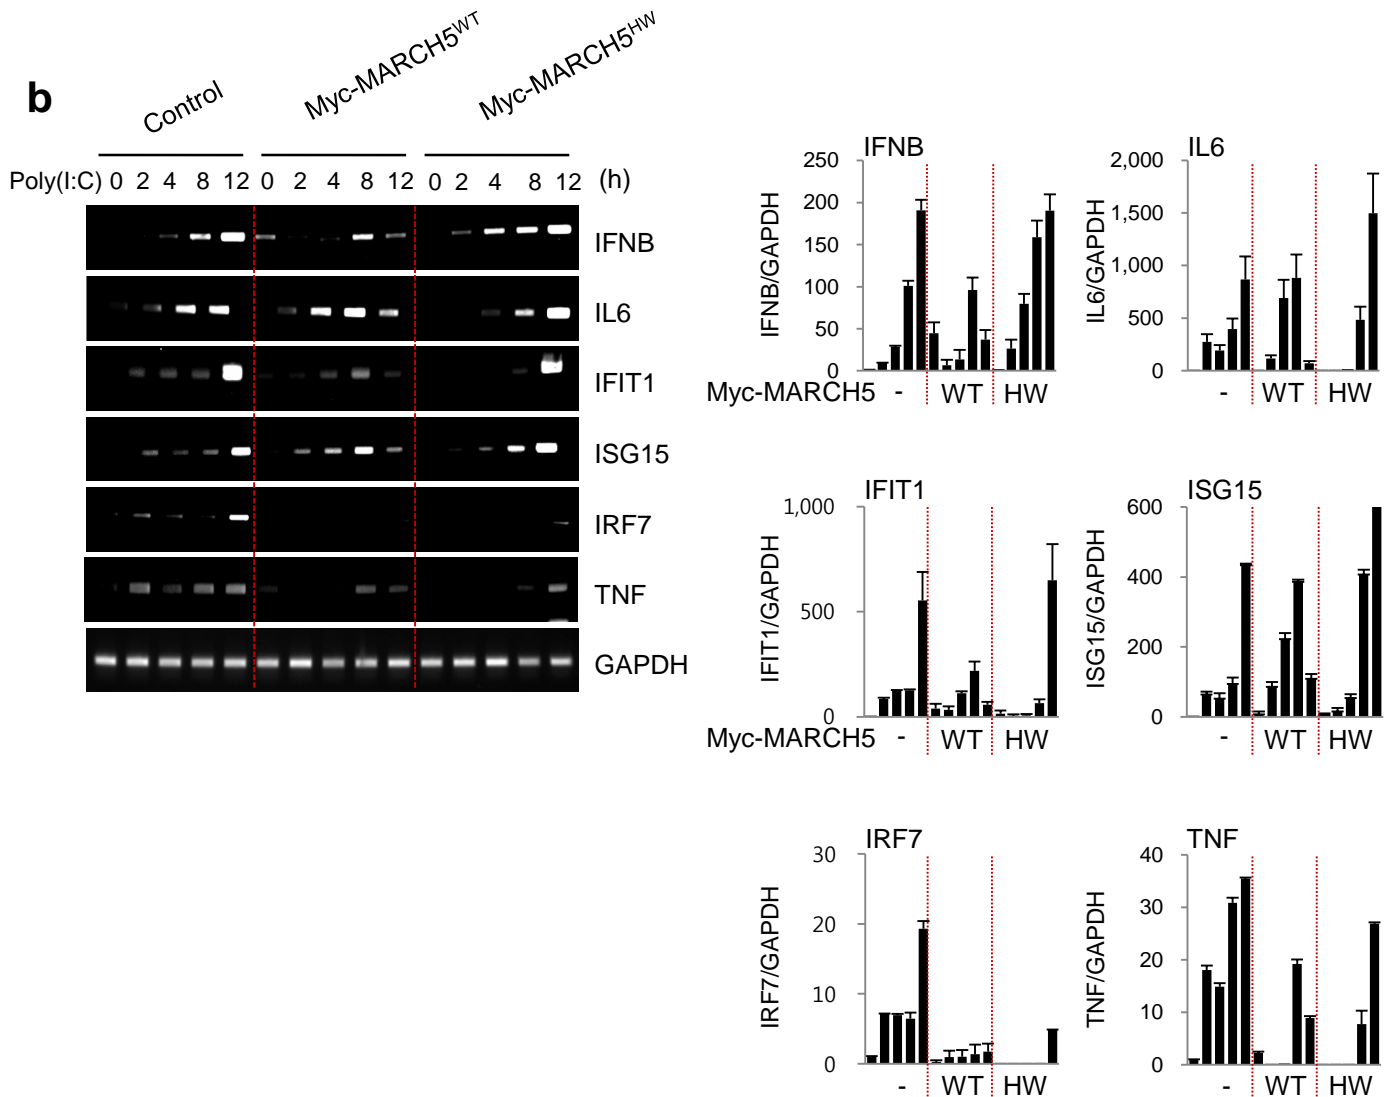 b
Control
Myc-MARCH5WT
Myc-MARCH5HW
Poly(I:C) 0 2 4 8 12 0 2 4 8 12 0 2 4 8 12 (h)
IFNB
IL6
IFIT1
ISG15
IRF7
TNF
GAPDH
IFNB
IFNB/GAPDH
250
200
150
100
50
0
Myc-MARCH5 - WT HW
IL6
IL6/GAPDH
2,000
1,500
1,000
500
0
- WT HW
IFIT1
IFIT1/GAPDH
1,000
500
0
Myc-MARCH5 - WT HW
ISG15
ISG15/GAPDH
600
400
200
0
- WT HW
IRF7
IRF7/GAPDH
30
20
10
0
- WT HW
TNF
TNF/GAPDH
40
30
20
10
0
- WT HW